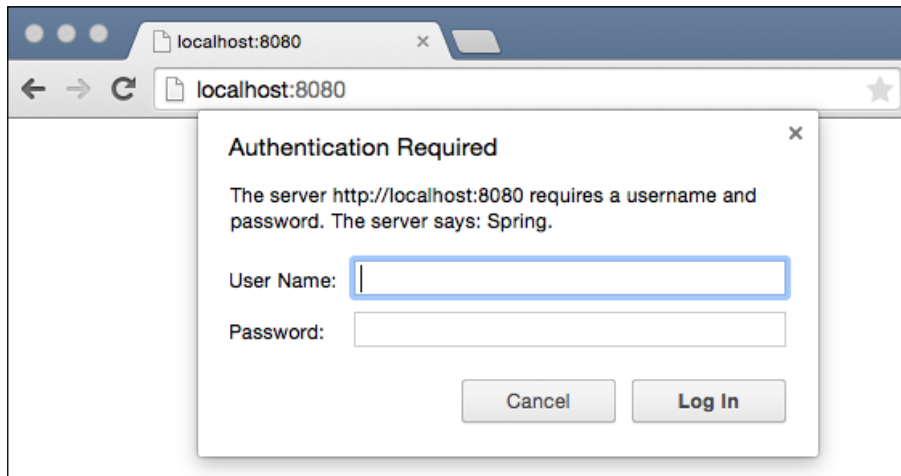 localhost:8080
localhost:8080
Authentication Required
The server http://localhost:8080 requires a username and
password. The server says: Spring.
User Name:
Password:
Cancel Log In